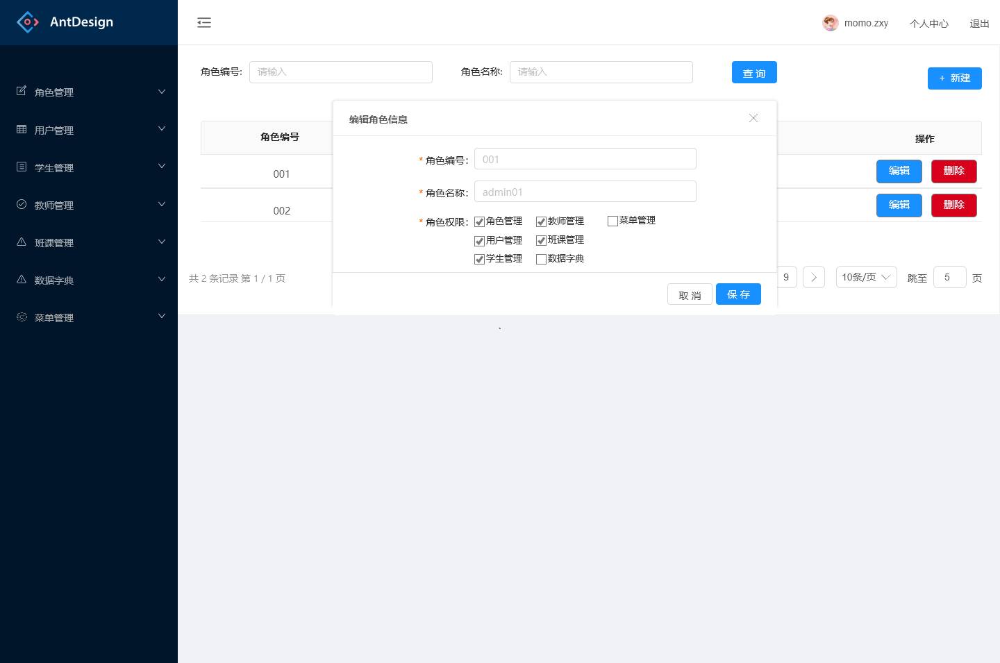 AntDesign
momo.zxy 个人中心 退出
角色管理
用户管理
学生管理
教师管理
班课管理
数据字典
菜单管理
角色编号: 请输入 角色名称: 请输入 查 询 + 新建
角色编号 操作
001 编辑 删除
002 编辑 删除
共 2 条记录 第 1 / 1 页 9 10条/页 跳至 5 页
编辑角色信息
* 角色编号: 001
* 角色名称: admin01
* 角色权限: 角色管理 教师管理 菜单管理
用户管理 班课管理
学生管理 数据字典
取 消 保 存
`